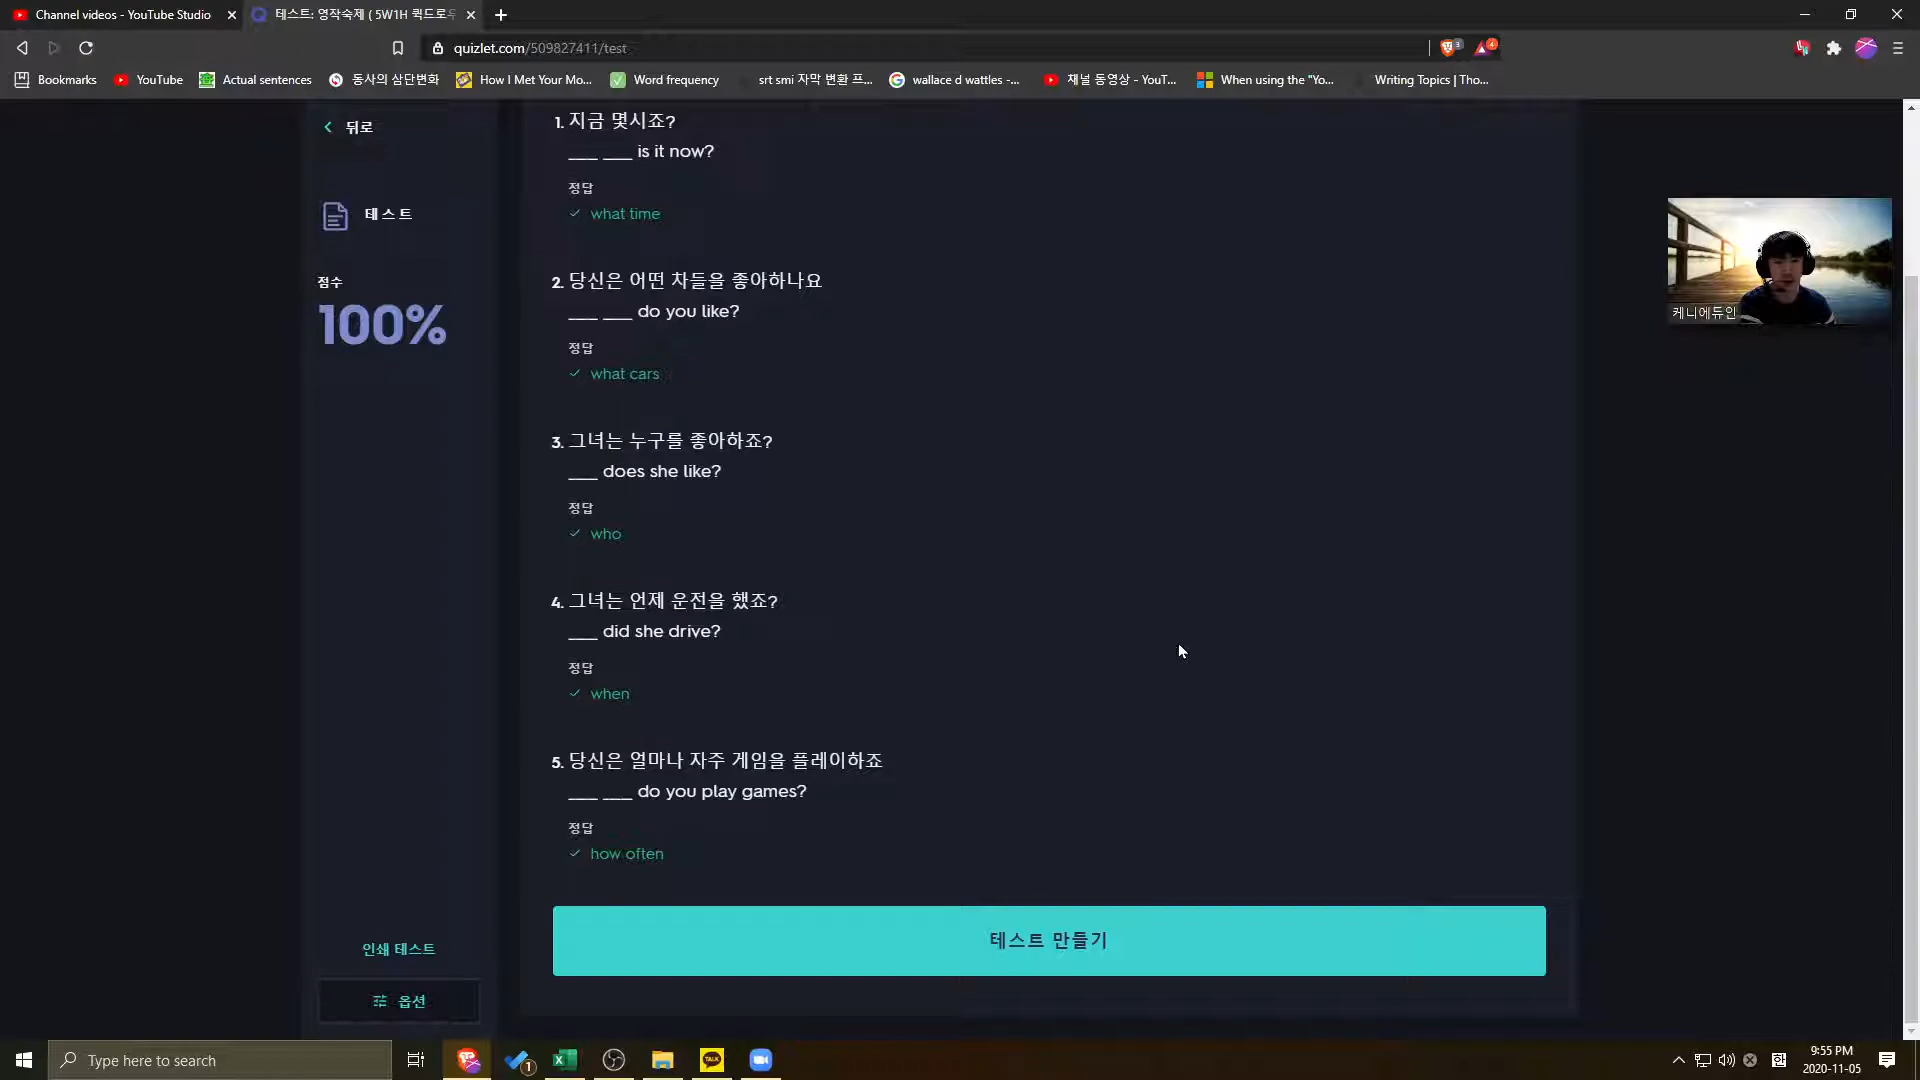 Channel videos - YouTube Studio
테스트: 영작숙제 ( 5W1H 퀵드로우
quizlet.com/509827411/test
3
4
Bookmarks
YouTube
Actual sentences
동사의 삼단변화
How I Met Your Mo...
Word frequency
srt smi 자막 변환 프...
wallace d wattles -...
채널 동영상 - YouT...
When using the "Yo...
Writing Topics | Tho...
뒤로
테스트
점수
100%
1. 지금 몇시죠?
___ ___ is it now?
정답
what time
2. 당신은 어떤 차들을 좋아하나요
___ ___ do you like?
정답
what cars
3. 그녀는 누구를 좋아하죠?
___ does she like?
정답
who
4. 그녀는 언제 운전을 했죠?
___ did she drive?
정답
when
5. 당신은 얼마나 자주 게임을 플레이하죠
___ ___ do you play games?
정답
how often
테스트 만들기
인쇄 테스트
옵션
케니에듀인
Type here to search
1
TALK
9:55 PM
2020-11-05